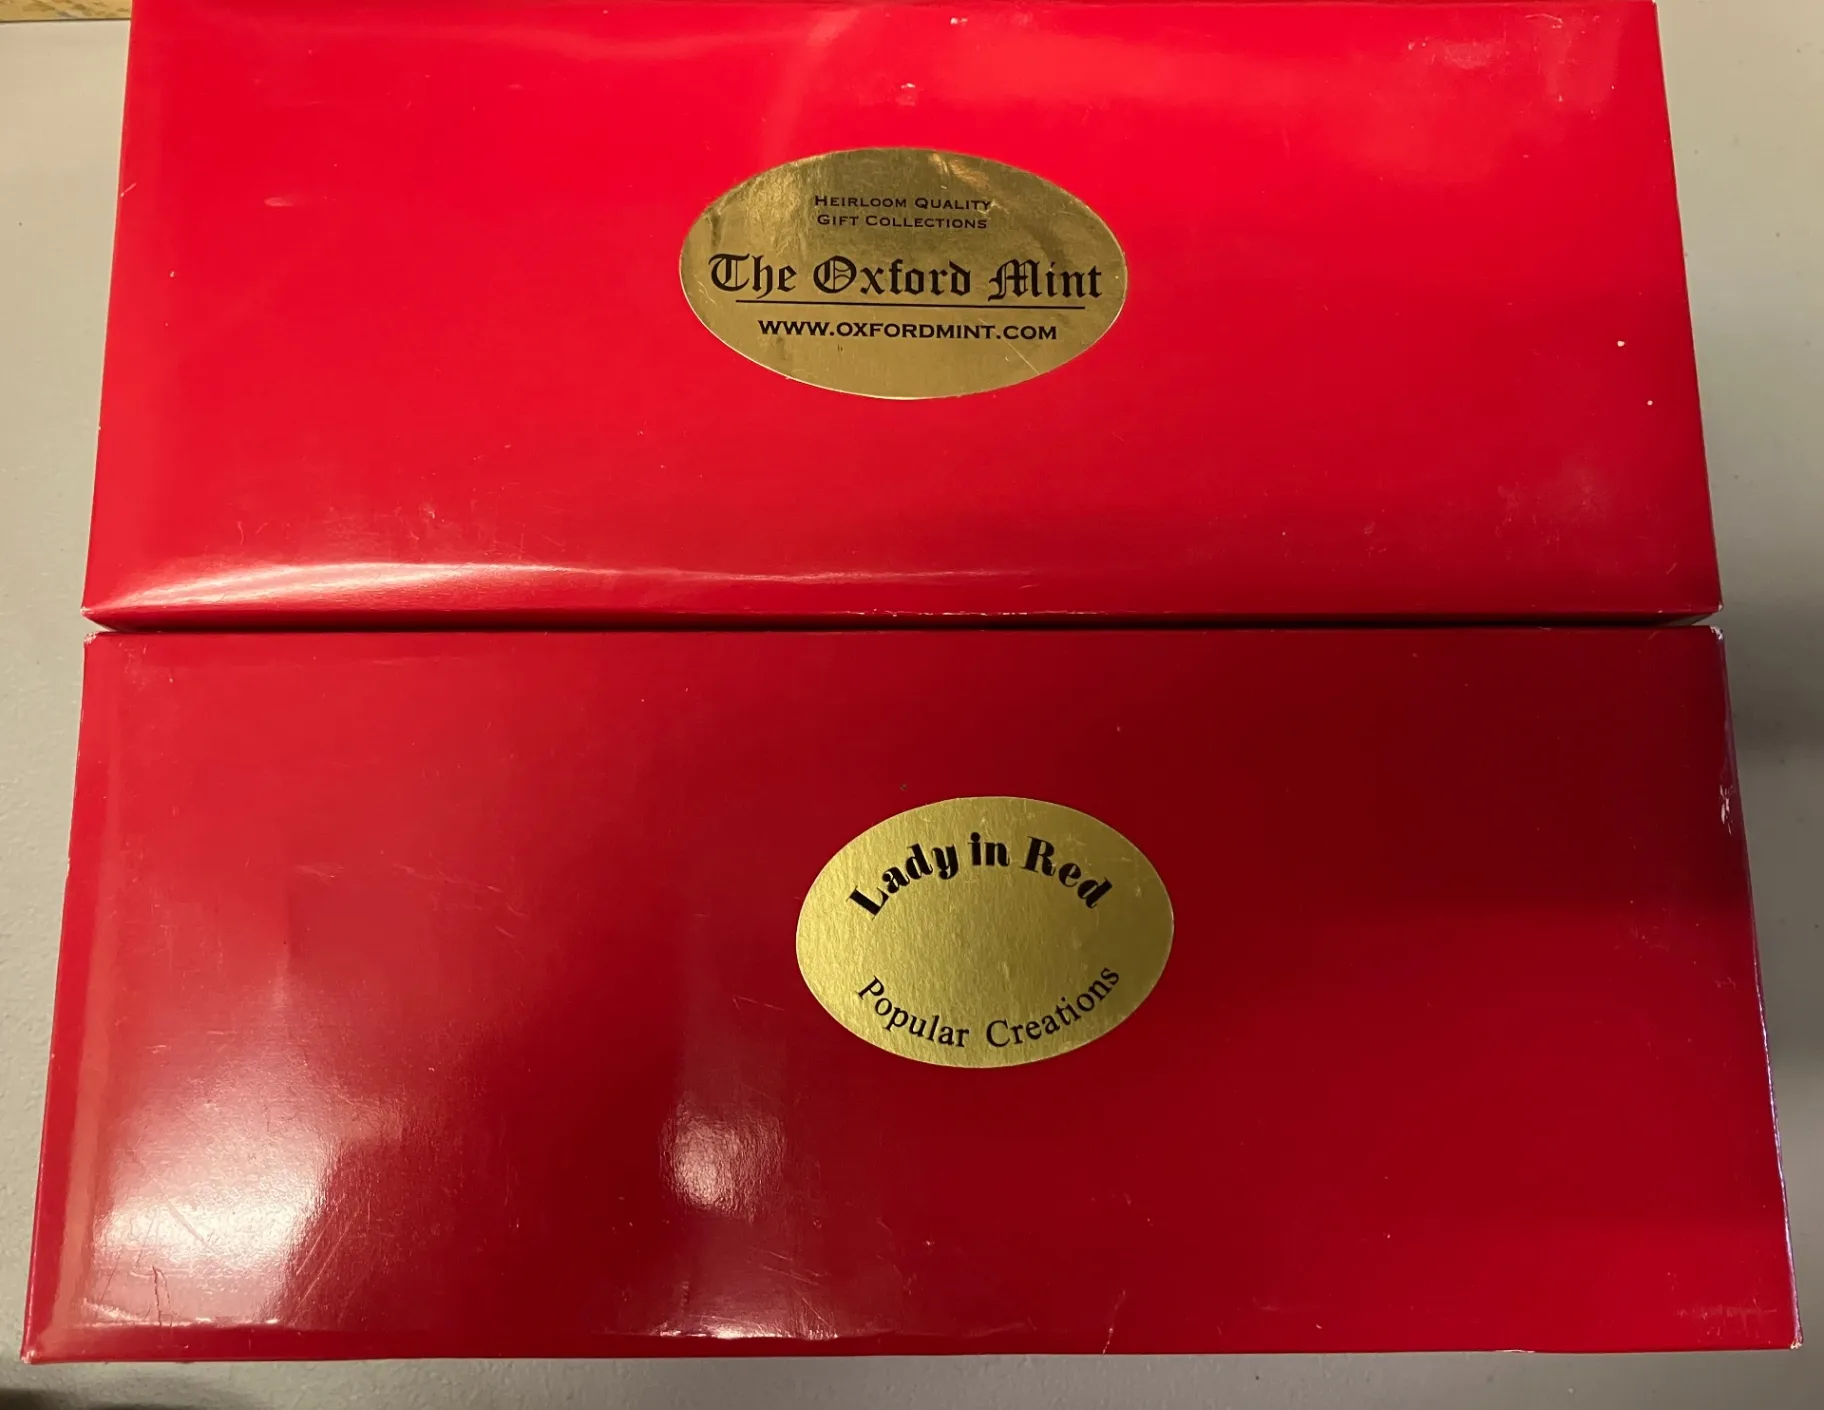 HEIRLOOM QUALITY
GIFT COLLECTIONS
The Oxford Mint
WWW.OXFORDMINT.COM
Lady in Red
Popular Creations